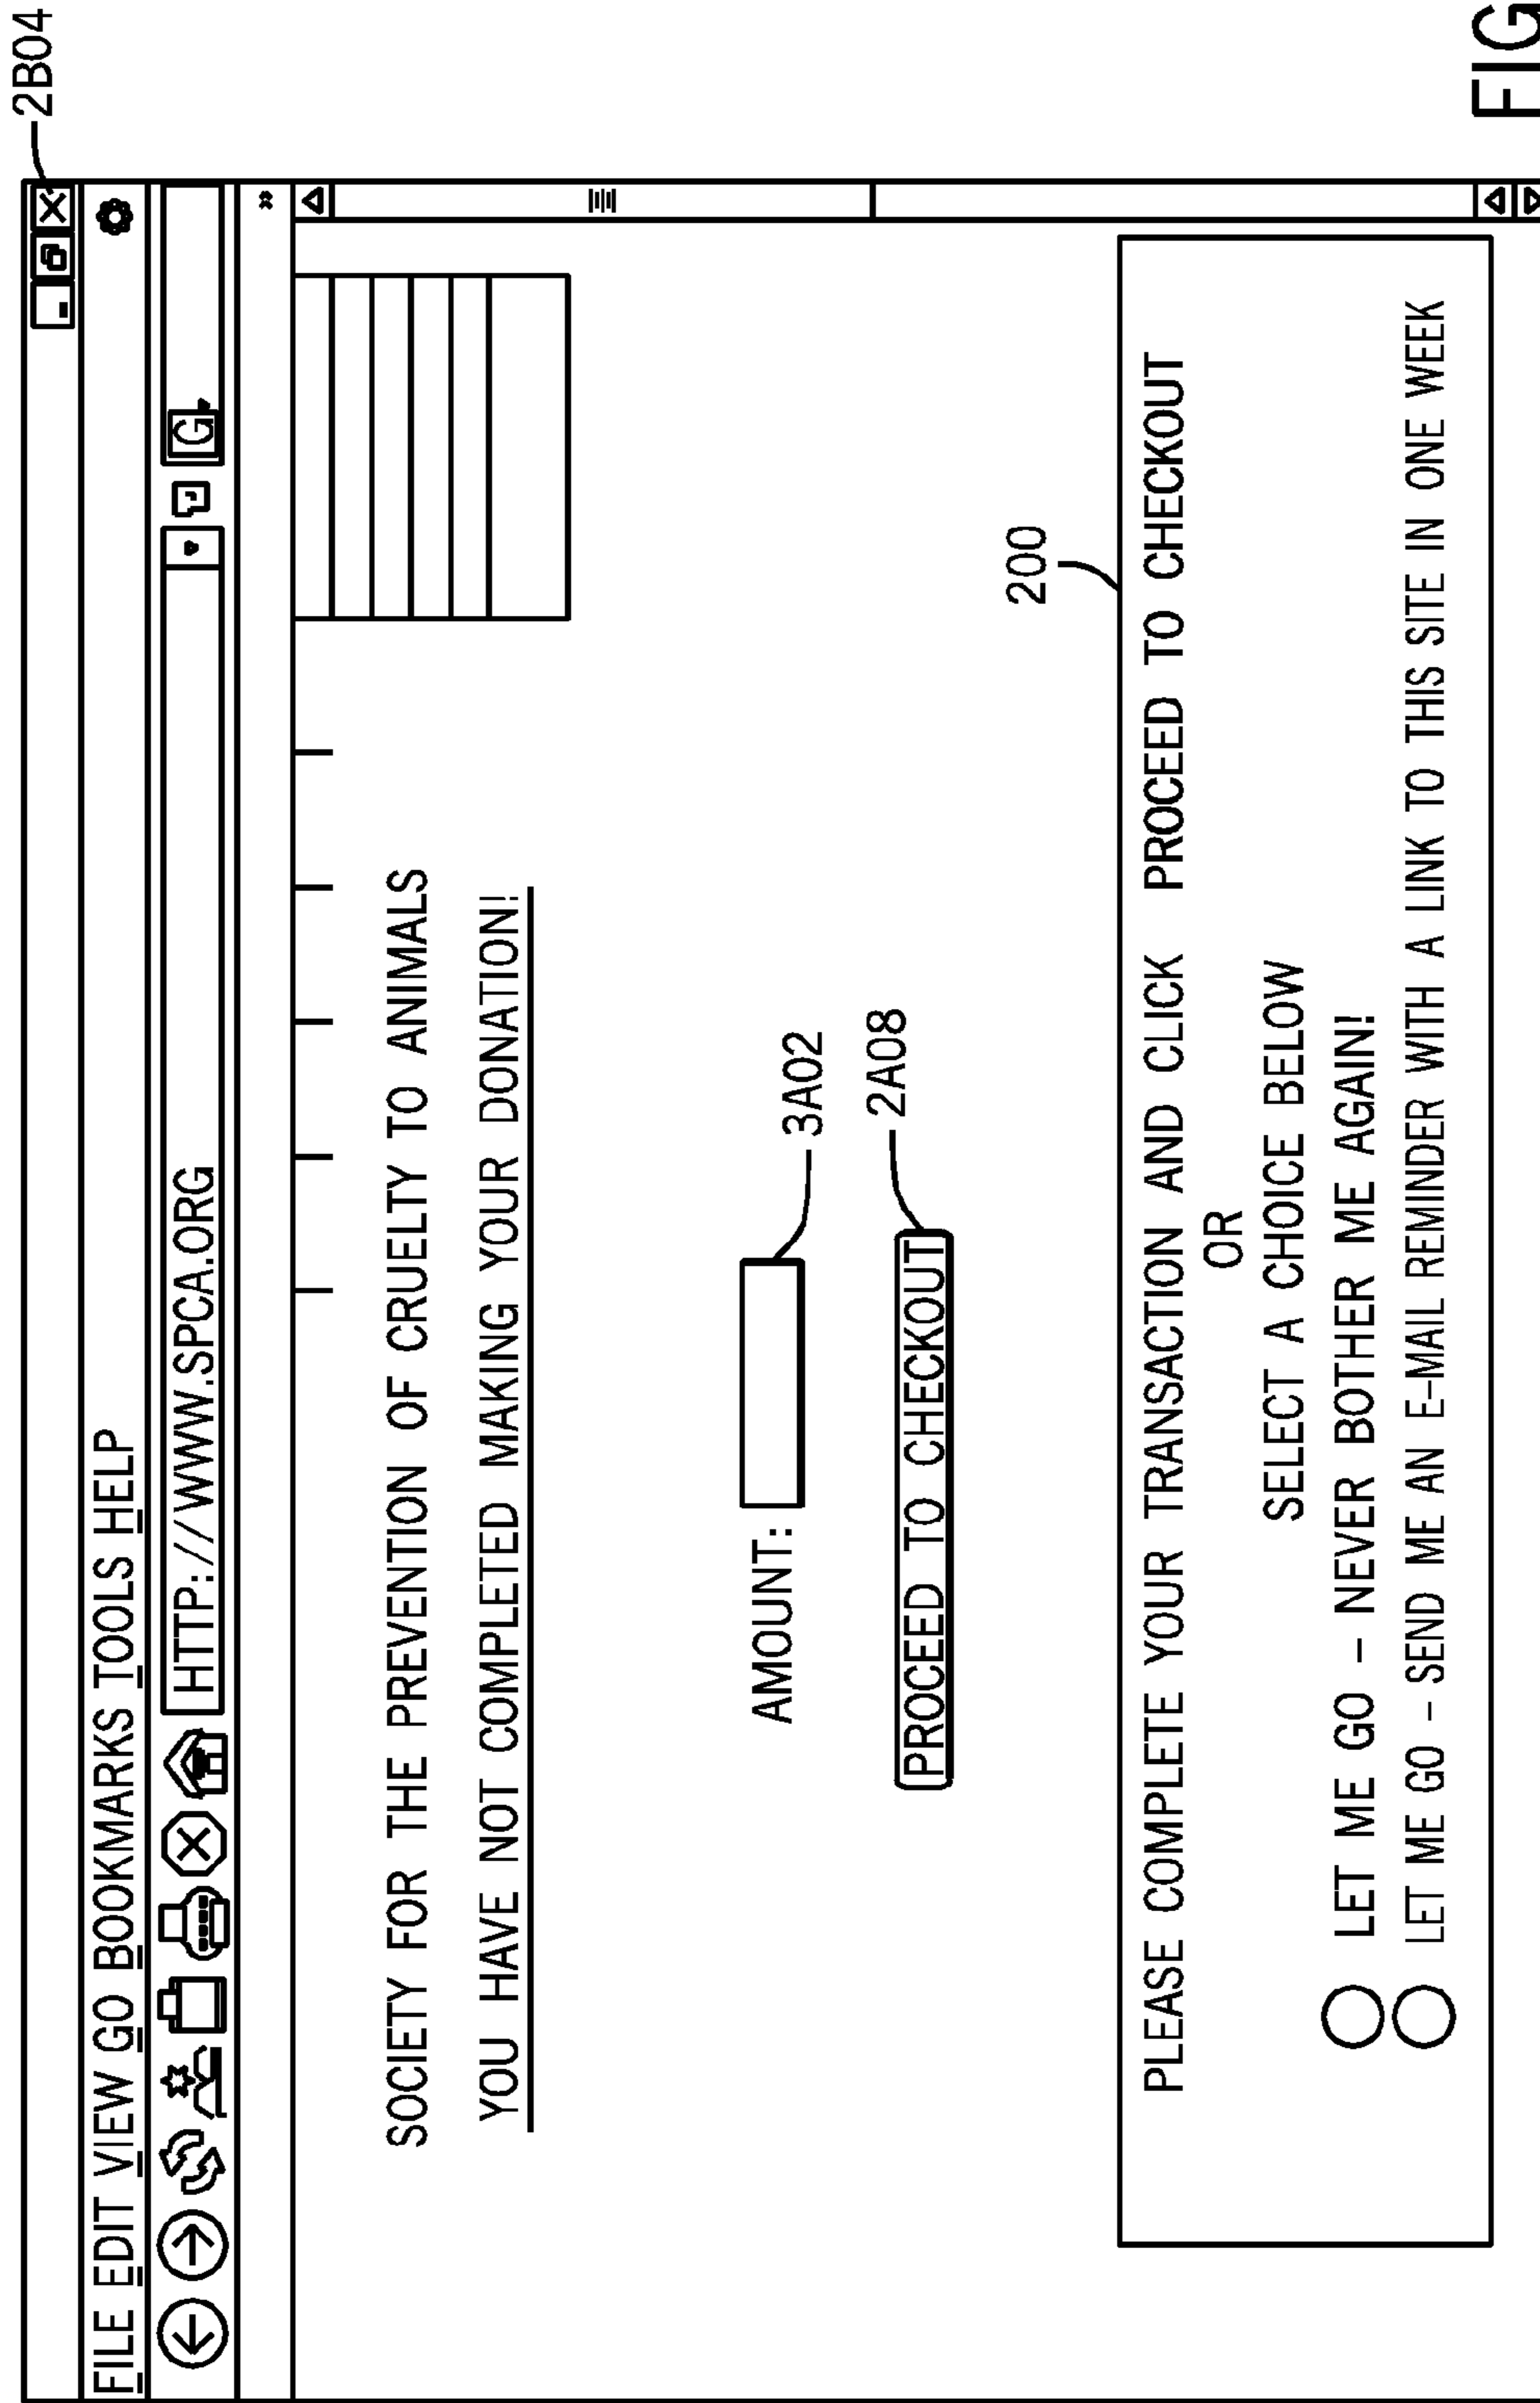 2B04
FILE EDIT VIEW GO BOOKMARKS TOOLS HELP
HTTP://WWW.SPCA.ORG
G
SOCIETY FOR THE PREVENTION OF CRUELTY TO ANIMALS
YOU HAVE NOT COMPLETED MAKING YOUR DONATION!
AMOUNT:
3A02
PROCEED TO CHECKOUT
2A08
200
PLEASE COMPLETE YOUR TRANSACTION AND CLICK PROCEED TO CHECKOUT
OR
SELECT A CHOICE BELOW
LET ME GO - NEVER BOTHER ME AGAIN!
LET ME GO - SEND ME AN E-MAIL REMINDER WITH A LINK TO THIS SITE IN ONE WEEK
FIG